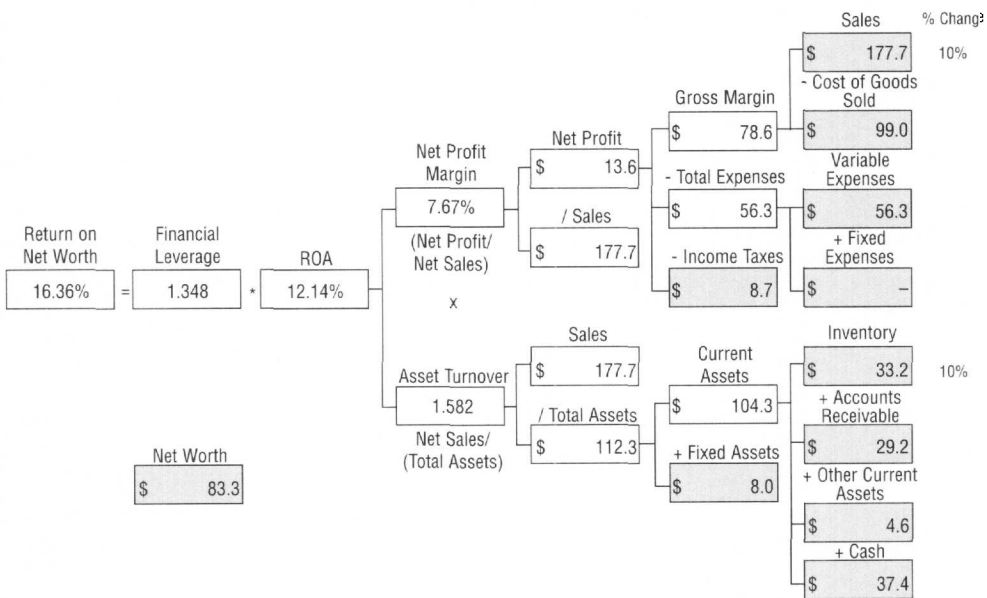 Sales % Change
$ 177.7 10%
- Cost of Goods
Sold
Gross Margin
$ 78.6 $ 99.0
Net Profit
Net Profit
Margin
$ 13.6
Variable
Expenses
- Total Expenses
7.67% $ 56.3 $ 56.3
/ Sales
+ Fixed
Expenses
Return on
Net Worth
Financial
Leverage
ROA
(Net Profit/
Net Sales)
$ 177.7
- Income Taxes
16.36% = 1.348 * 12.14% $ 8.7 $ –
x
Sales
Inventory
Asset Turnover
$ 177.7
Current
Assets
$ 33.2 10%
1.582
/ Total Assets
$ 104.3
+ Accounts
Receivable
Net Sales/
(Total Assets)
$ 112.3
+ Fixed Assets
$ 29.2
Net Worth
$ 8.0
+ Other Current
Assets
$ 83.3
$ 4.6
+ Cash
$ 37.4